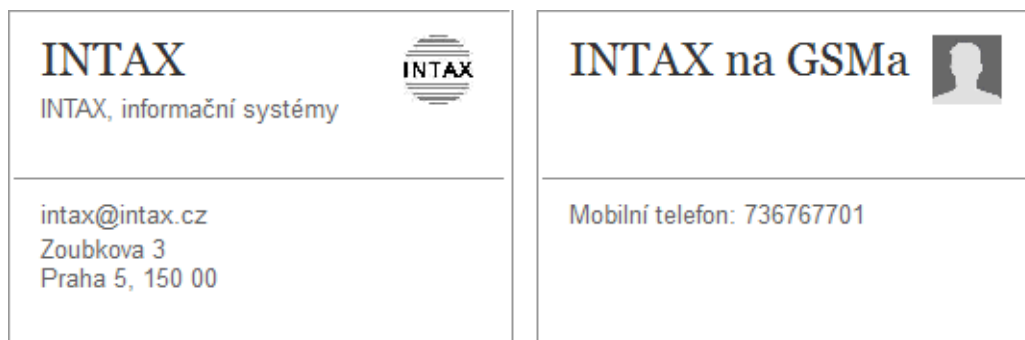 INTAX
INTAX
INTAX, informační systémy
intax@intax.cz
Zoubkova 3
Praha 5, 150 00
INTAX na GSMa
Mobilní telefon: 736767701